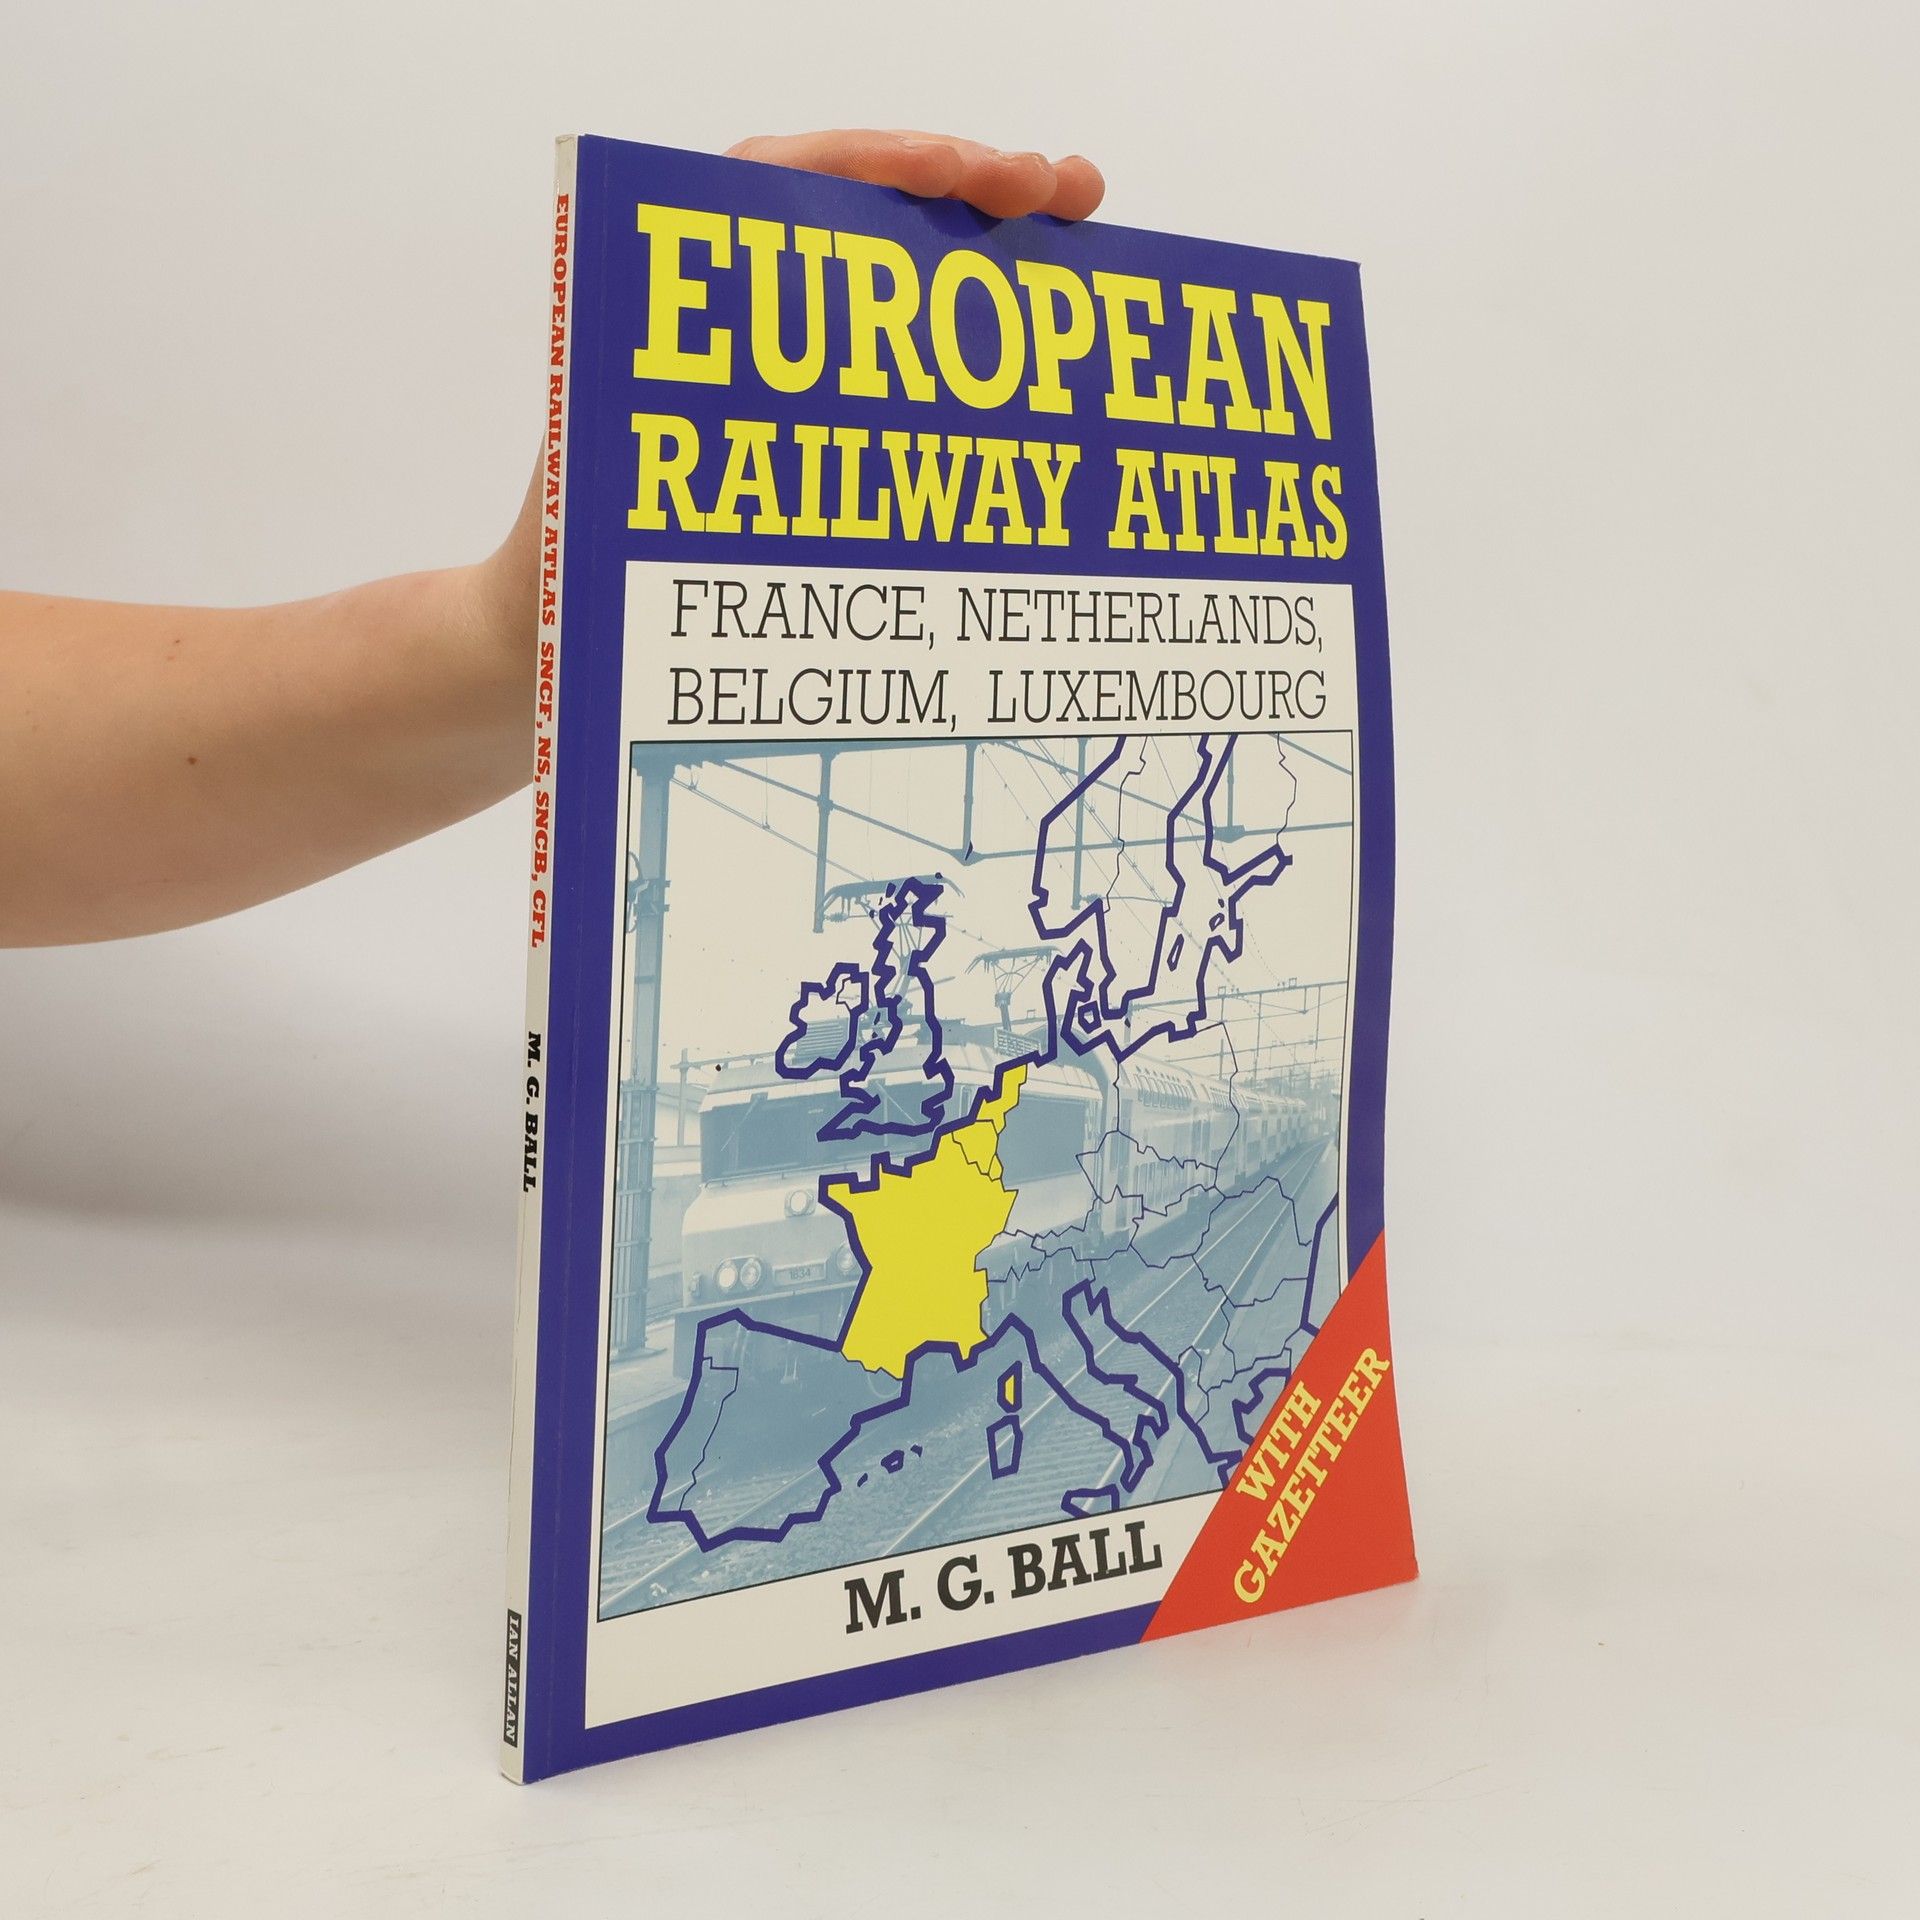 EUROPEAN RAILWAY ATLAS SNCF, NS, SNCB, CFL
M. G. BALL
IAN ALLAN
EUROPEAN
RAILWAY ATLAS
FRANCE, NETHERLANDS,
BELGIUM, LUXEMBOURG
1834
M. G. BALL
WITH
GAZETTEER